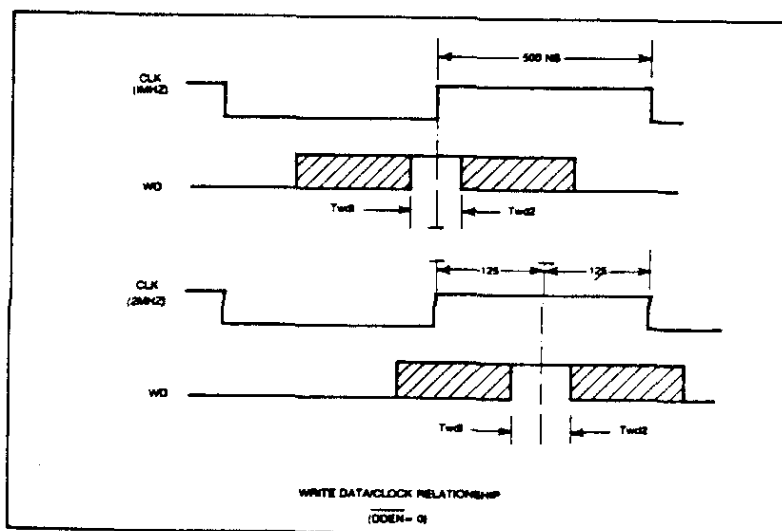 500 NS
CLK
(1MHZ)
WD
Twd1
Twd2
125
125
CLK
(2MHZ)
WD
Twd1
Twd2
WRITE DATA/CLOCK RELATIONSHIP
(DDEN = 0)